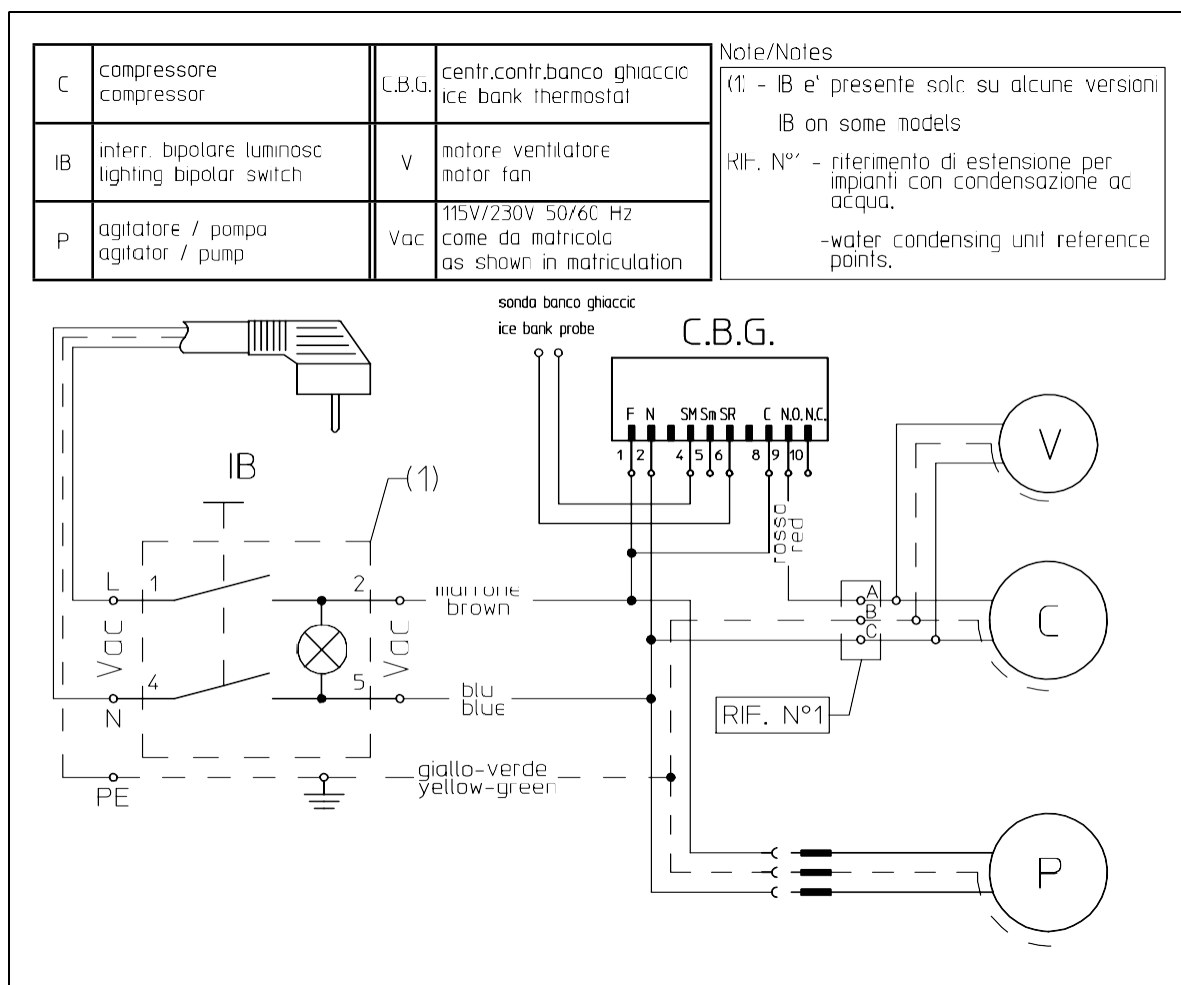 C
compressore
compressor
C.B.G.
centr.contr.banco ghiaccio
ice bank thermostat
IB
interr. bipolare luminoso
lighting bipolar switch
V
motore ventilatore
motor fan
P
agitatore / pompa
agitator / pump
Vac
115V/230V 50/60 Hz
come da matricola
as shown in matriculation
Note/Notes
(1) - IB e' presente solo su alcune versioni
IB on some models
RIF. N°1 - riferimento di estensione per
impianti con condensazione ad
acqua.
-water condensing unit reference
points.
sonda banco ghiaccio
ice bank probe
C.B.G.
F N SM Sm SR C N.O. N.C.
1 2 4 5 6 8 9 10
V
IB
(1)
rosso
red
L
1
2
marrone
brown
A
B
C
C
Vac
Vac
4
5
N
blu
blue
RIF. N°1
PE
giallo-verde
yellow-green
P